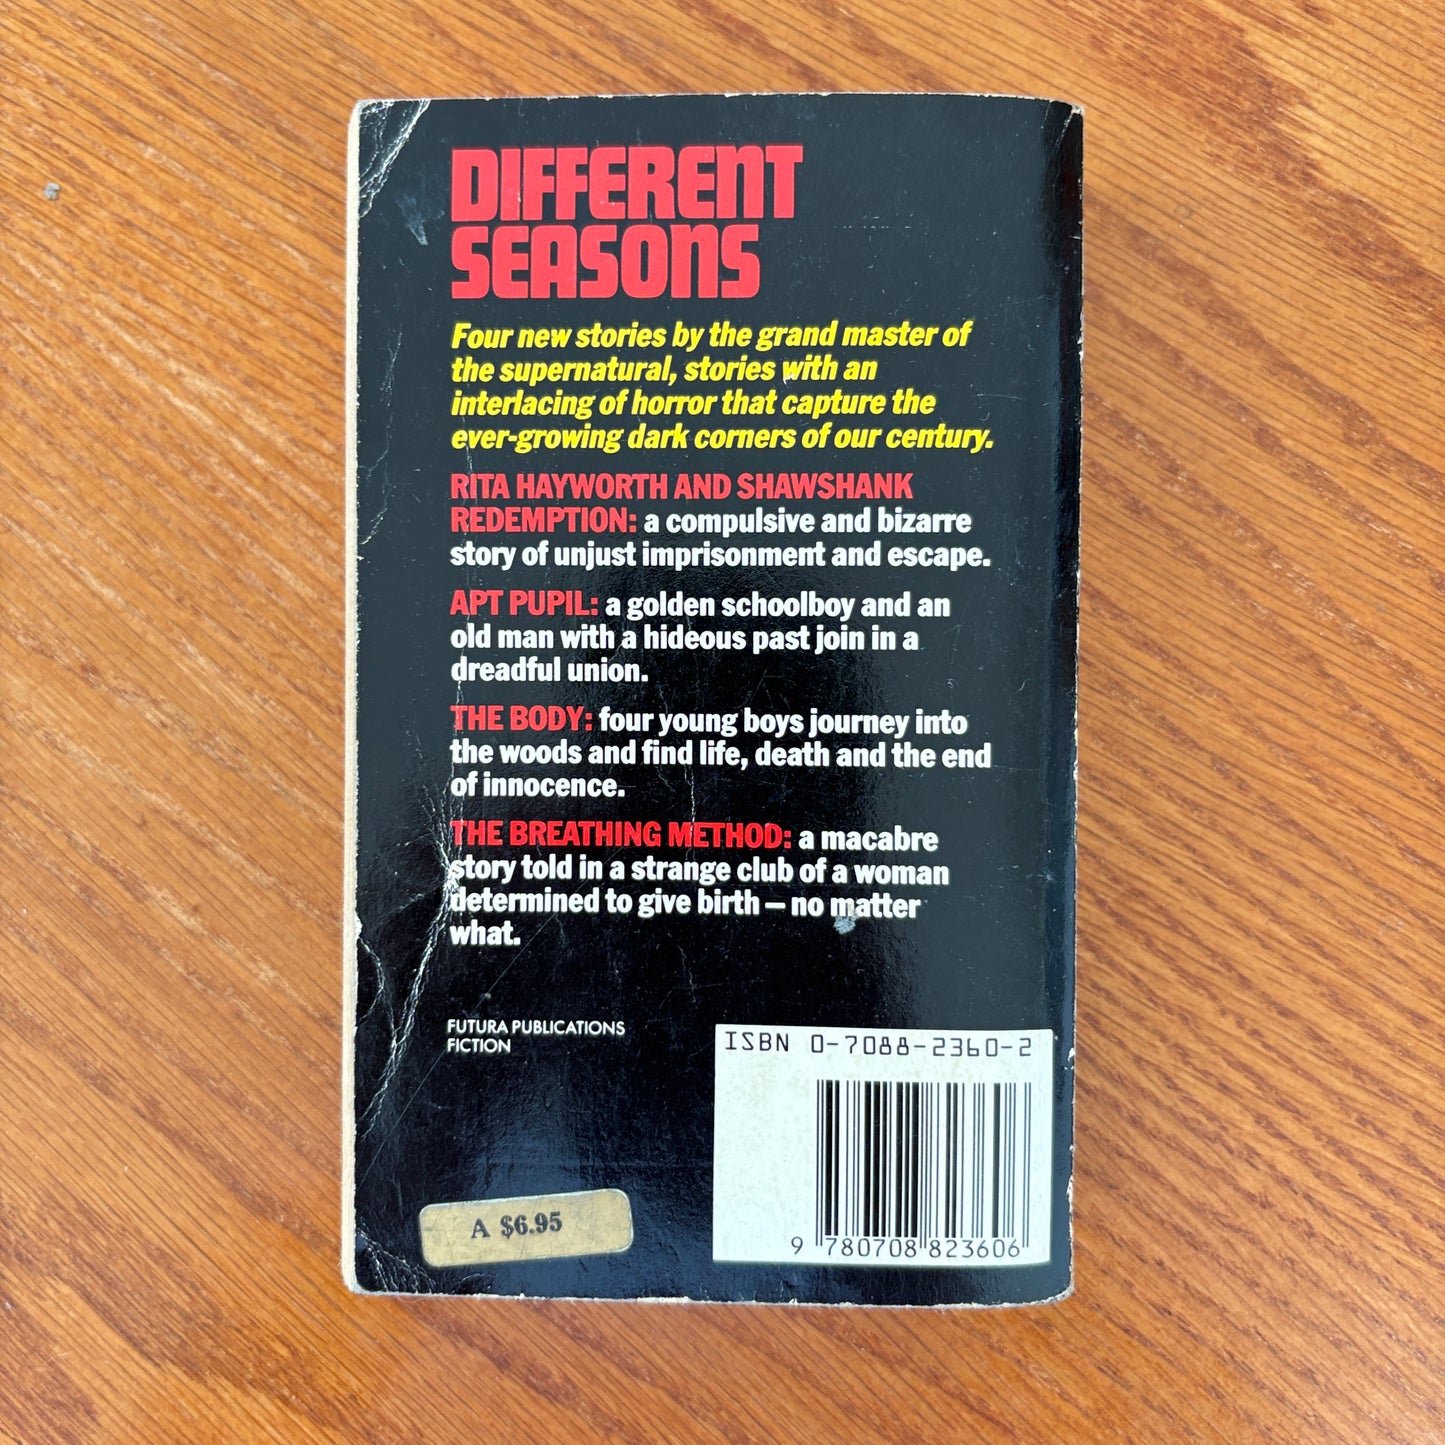 DIFFERENT
SEASONS
Four new stories by the grand master of
the supernatural, stories with an
interlacing of horror that capture the
ever-growing dark corners of our century.
RITA HAYWORTH AND SHAWSHANK
REDEMPTION: a compulsive and bizarre
story of unjust imprisonment and escape.
APT PUPIL: a golden schoolboy and an
old man with a hideous past join in a
dreadful union.
THE BODY: four young boys journey into
the woods and find life, death and the end
of innocence.
THE BREATHING METHOD: a macabre
story told in a strange club of a woman
determined to give birth – no matter
what.
FUTURA PUBLICATIONS
FICTION
ISBN 0-7088-2360-2
9 780708 823606
A $6.95